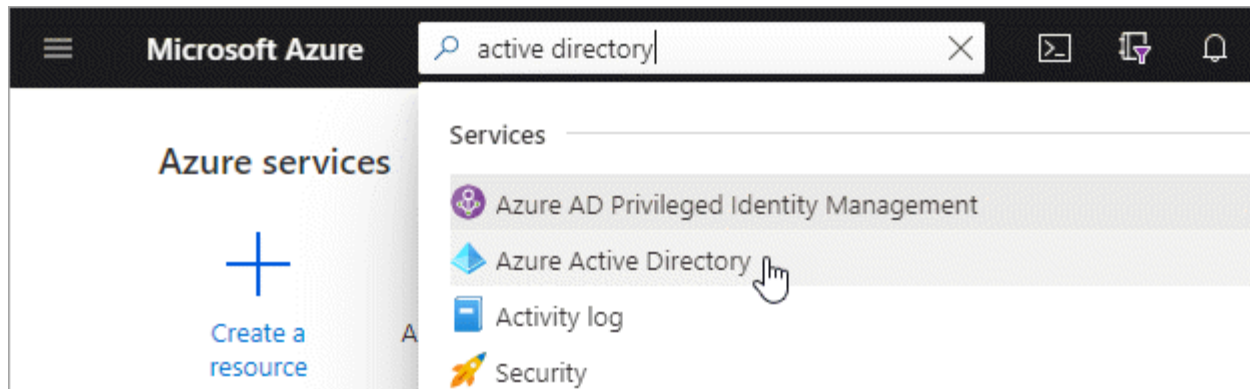 Microsoft Azure
active directory
Azure services
Services
Azure AD Privileged Identity Management
Azure Active Directory
Activity log
Security
Create a
resource
A